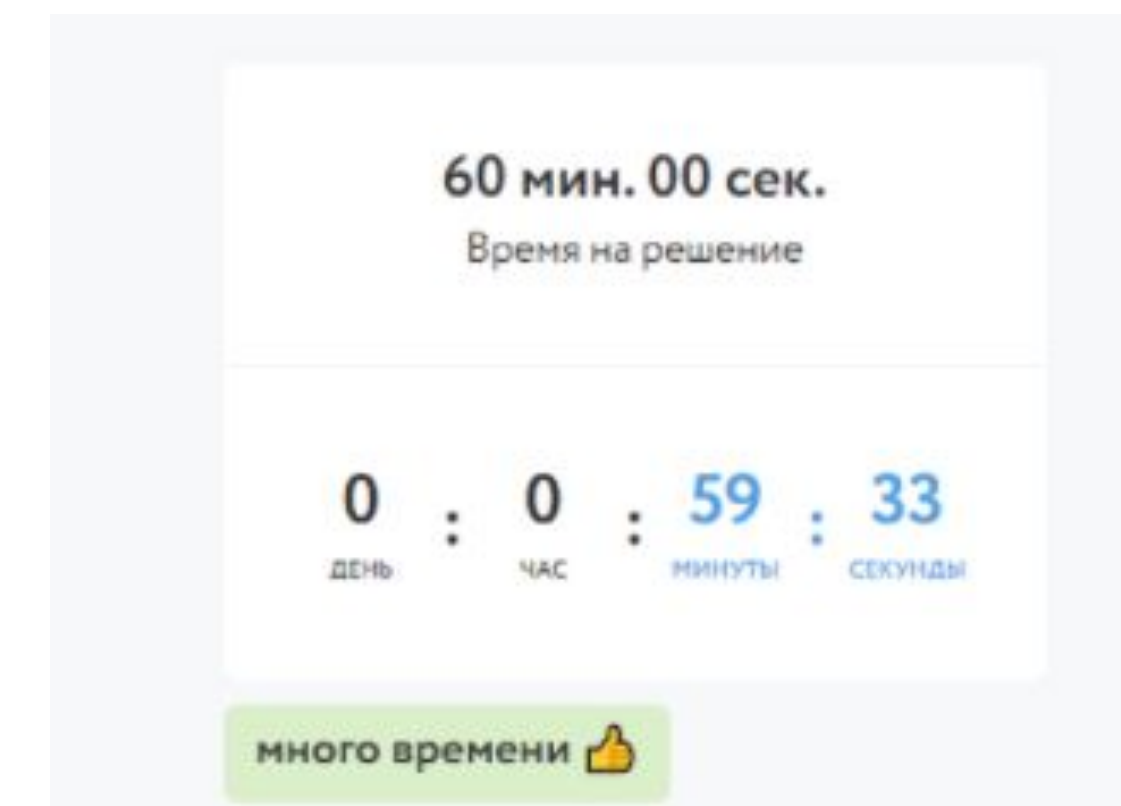 60 мин. 00 сек.
Время на решение
0 : 0 : 59 : 33
ДЕНЬ ЧАС МИНУТЫ СЕКУНДЫ
много времени 👍